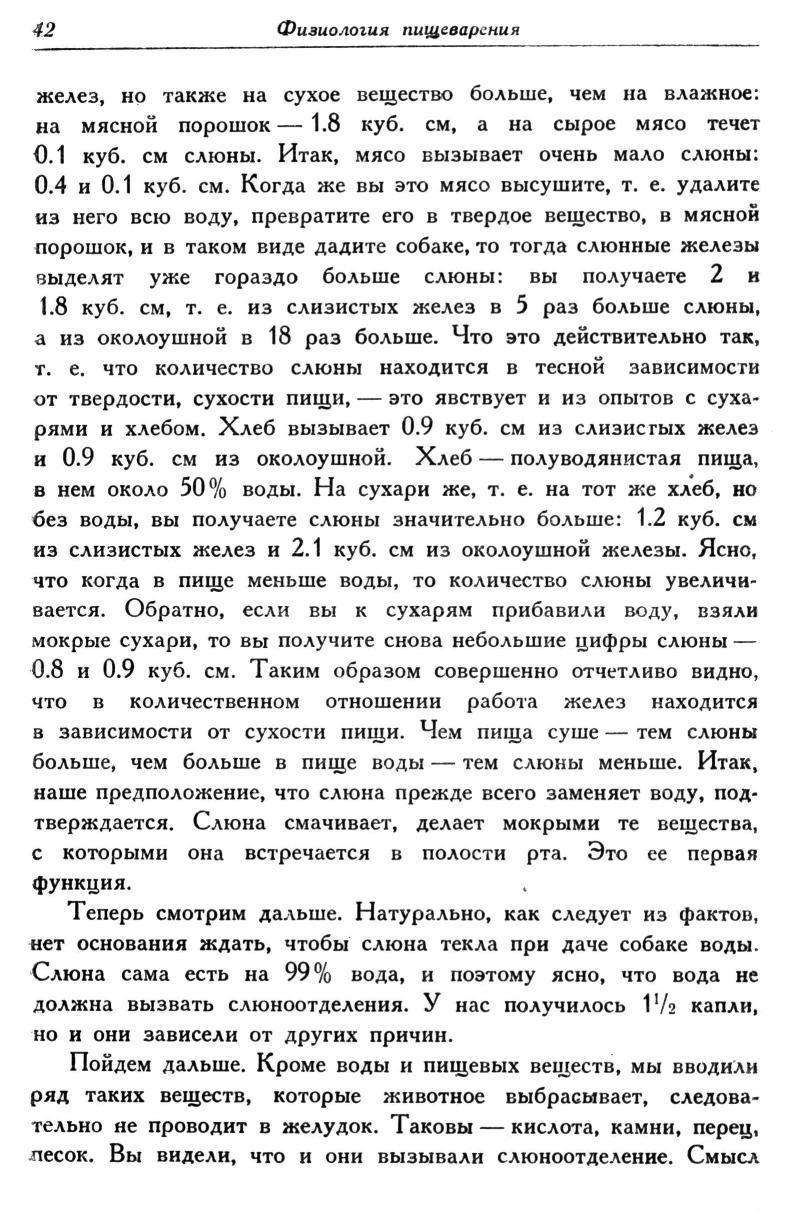 42 Физиология пищеварения
желез, но также на сухое вещество больше, чем на влажное:
на мясной порошок — 1.8 куб. см, а на сырое мясо течет
0.1 куб. см слюны. Итак, мясо вызывает очень мало слюны:
0.4 и 0.1 куб. см. Когда же вы это мясо высушите, т. е. удалите
из него всю воду, превратите его в твердое вещество, в мясной
порошок, и в таком виде дадите собаке, то тогда слюнные железы
выделят уже гораздо больше слюны: вы получаете 2 и
1.8 куб. см, т. е. из слизистых желез в 5 раз больше слюны,
а из околоушной в 18 раз больше. Что это действительно так,
т. е. что количество слюны находится в тесной зависимости
от твердости, сухости пищи, — это явствует и из опытов с суха-
рями и хлебом. Хлеб вызывает 0.9 куб. см из слизистых желез
и 0.9 куб. см из околоушной. Хлеб — полуводянистая пища,
в нем около 50% воды. На сухари же, т. е. на тот же хлеб, но
без воды, вы получаете слюны значительно больше: 1.2 куб. см
из слизистых желез и 2.1 куб. см из околоушной железы. Ясно,
что когда в пище меньше воды, то количество слюны увеличи-
вается. Обратно, если вы к сухарям прибавили воду, взяли
мокрые сухари, то вы получите снова небольшие цифры слюны —
0.8 и 0.9 куб. см. Таким образом совершенно отчетливо видно,
что в количественном отношении работа желез находится
в зависимости от сухости пищи. Чем пища суше — тем слюны
больше, чем больше в пище воды — тем слюны меньше. Итак,
наше предположение, что слюна прежде всего заменяет воду, под-
тверждается. Слюна смачивает, делает мокрыми те вещества,
с которыми она встречается в полости рта. Это ее первая
функция.
Теперь смотрим дальше. Натурально, как следует из фактов,
нет основания ждать, чтобы слюна текла при даче собаке воды.
Слюна сама есть на 99% вода, и поэтому ясно, что вода не
должна вызвать слюноотделения. У нас получилось 1½ капли,
но и они зависели от других причин.
Пойдем дальше. Кроме воды и пищевых веществ, мы вводили
ряд таких веществ, которые животное выбрасывает, следова-
тельно не проводит в желудок. Таковы — кислота, камни, перец,
песок. Вы видели, что и они вызывали слюноотделение. Смысл